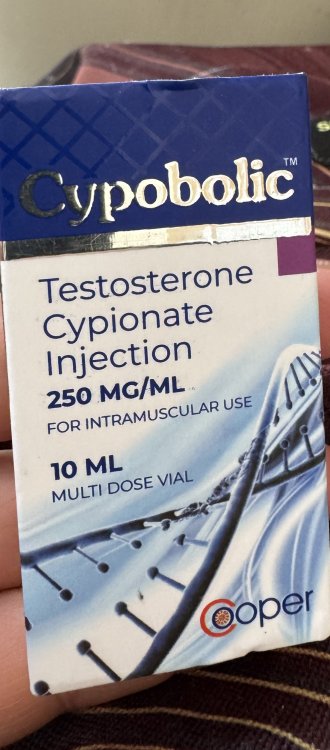 Cypobolic™
Testosterone
Cypionate
Injection
250 MG/ML
FOR INTRAMUSCULAR USE
10 ML
MULTI DOSE VIAL
Cooper